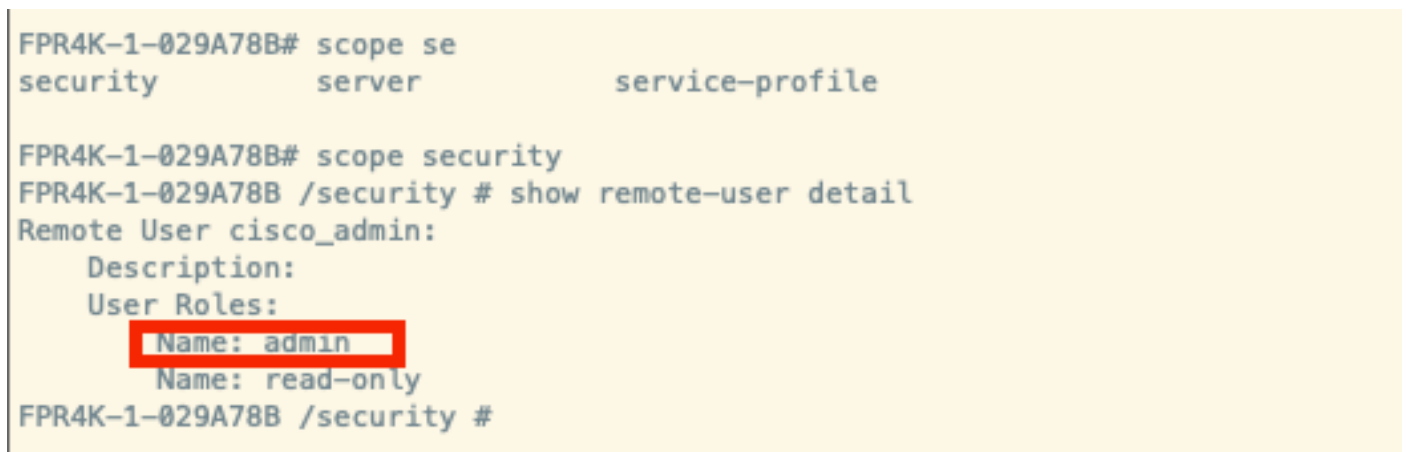 FPR4K-1-029A78B# scope se
security server service-profile
FPR4K-1-029A78B# scope security
FPR4K-1-029A78B /security # show remote-user detail
Remote User cisco_admin:
Description:
User Roles:
Name: admin
Name: read-only
FPR4K-1-029A78B /security #